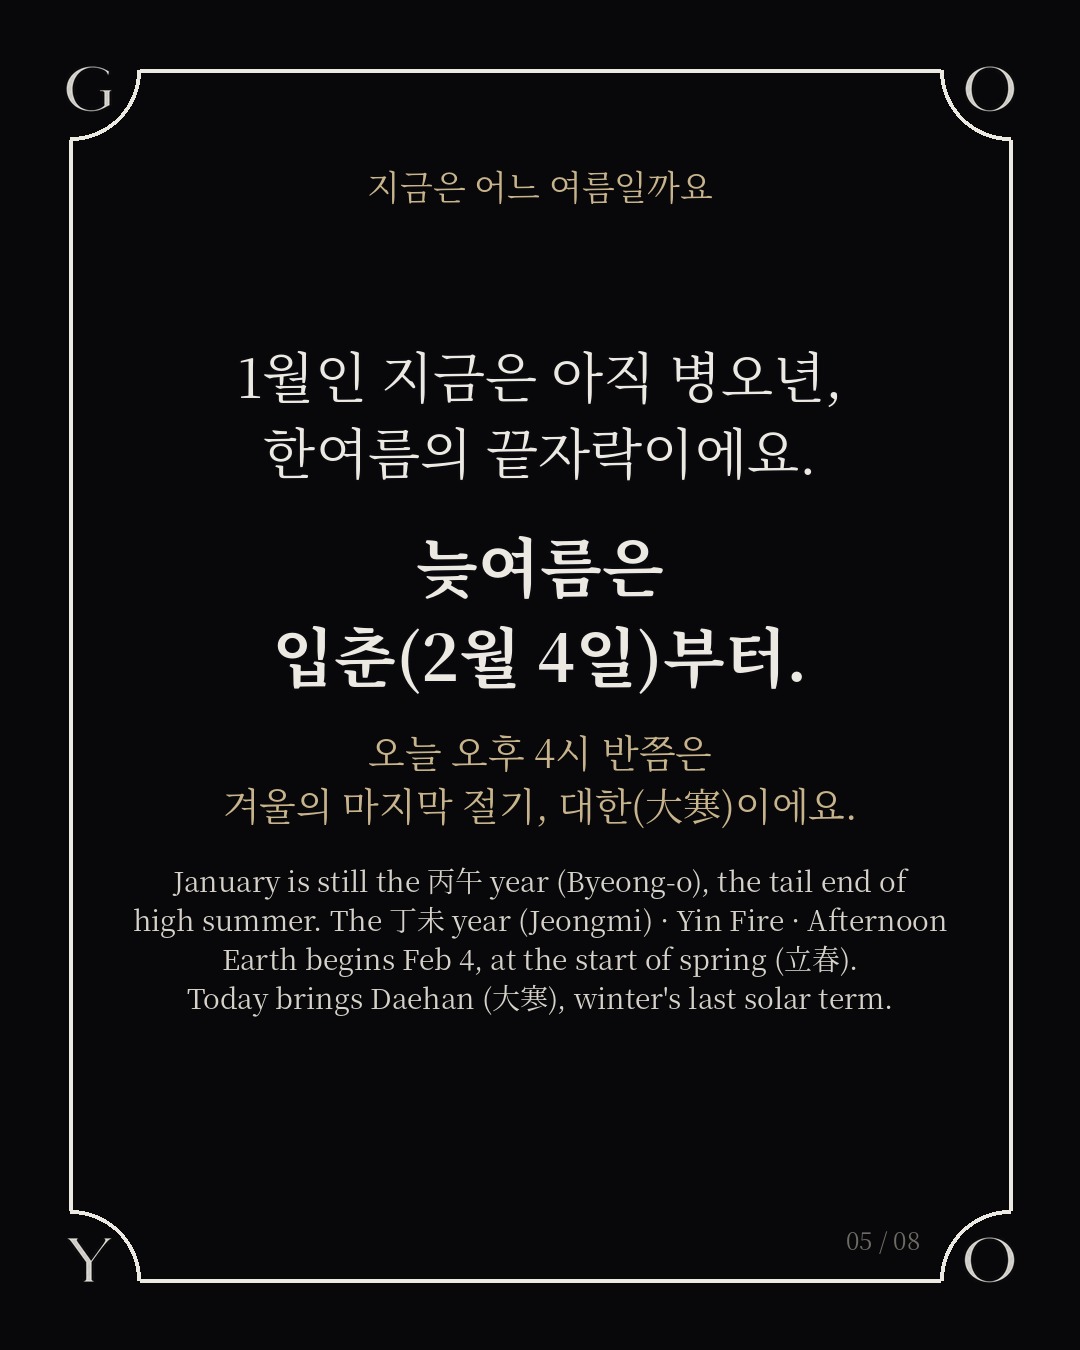 G
O
지금은 어느 여름일까요
1월인 지금은 아직 병오년,
한여름의 끝자락이에요.
늦여름은
입춘(2월 4일)부터.
오늘 오후 4시 반쯤은
겨울의 마지막 절기, 대한(大寒)이에요.
January is still the 丙午 year (Byeong-o), the tail end of
high summer. The 丁未 year (Jeongmi) · Yin Fire · Afternoon
Earth begins Feb 4, at the start of spring (立春).
Today brings Daehan (大寒), winter's last solar term.
05 / 08
Y
O